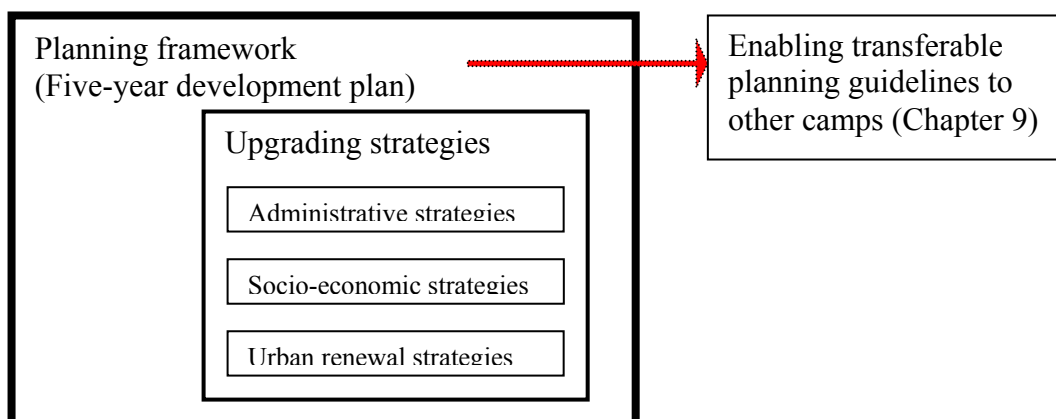 Planning framework
(Five-year development plan)
Upgrading strategies
Administrative strategies
Socio-economic strategies
Urban renewal strategies
Enabling transferable
planning guidelines to
other camps (Chapter 9)